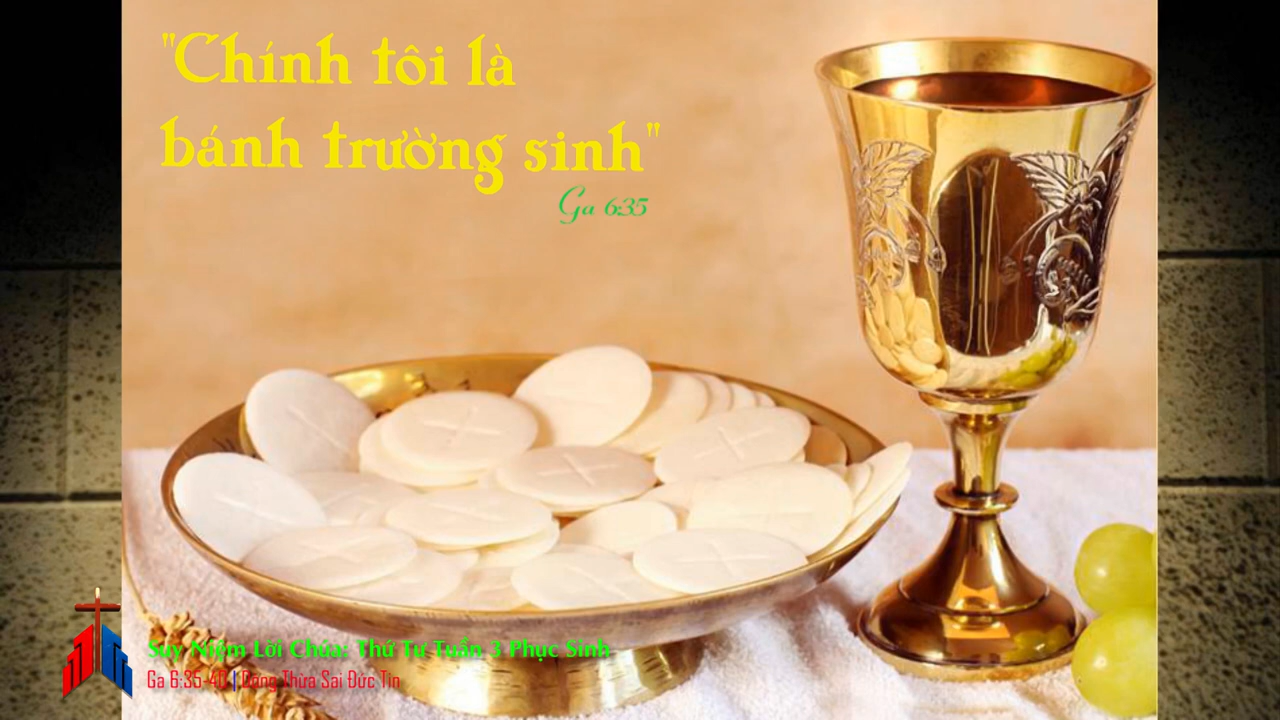 "Chính tôi là
bánh trường sinh"
Ga 6:35
Suy Niệm Lời Chúa: Thứ Tư Tuần 3 Phục Sinh
Ga 6:35-40 | Dòng Thừa Sai Đức Tin